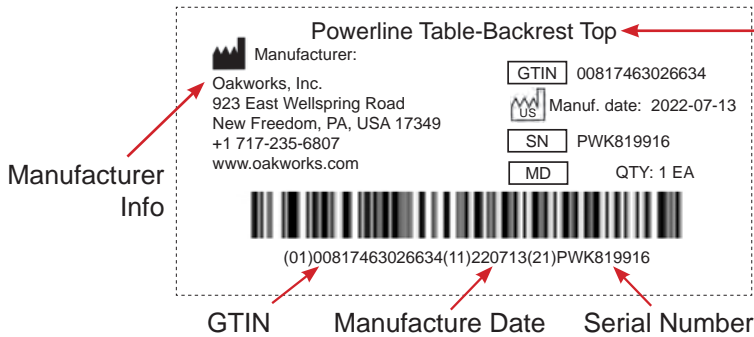 Powerline Table-Backrest Top
Manufacturer:
Oakworks, Inc.
923 East Wellspring Road
New Freedom, PA, USA 17349
+1 717-235-6807
www.oakworks.com
GTIN 00817463026634
US Manuf. date: 2022-07-13
SN PWK819916
MD QTY: 1 EA
Manufacturer
Info
(01)00817463026634(11)220713(21)PWK819916
GTIN Manufacture Date Serial Number